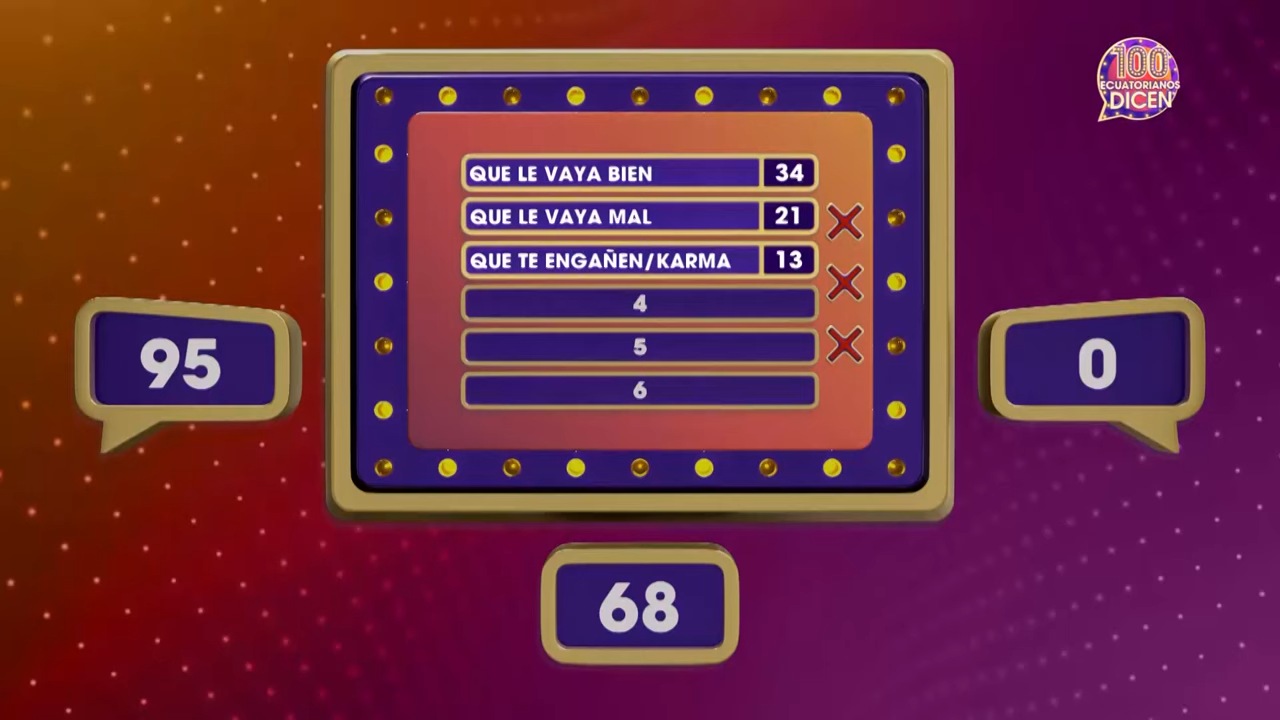 100
ECUATORIANOS
DICEN
QUE LE VAYA BIEN 34
QUE LE VAYA MAL 21
QUE TE ENGAÑEN/KARMA 13
4
5
6
95
0
68